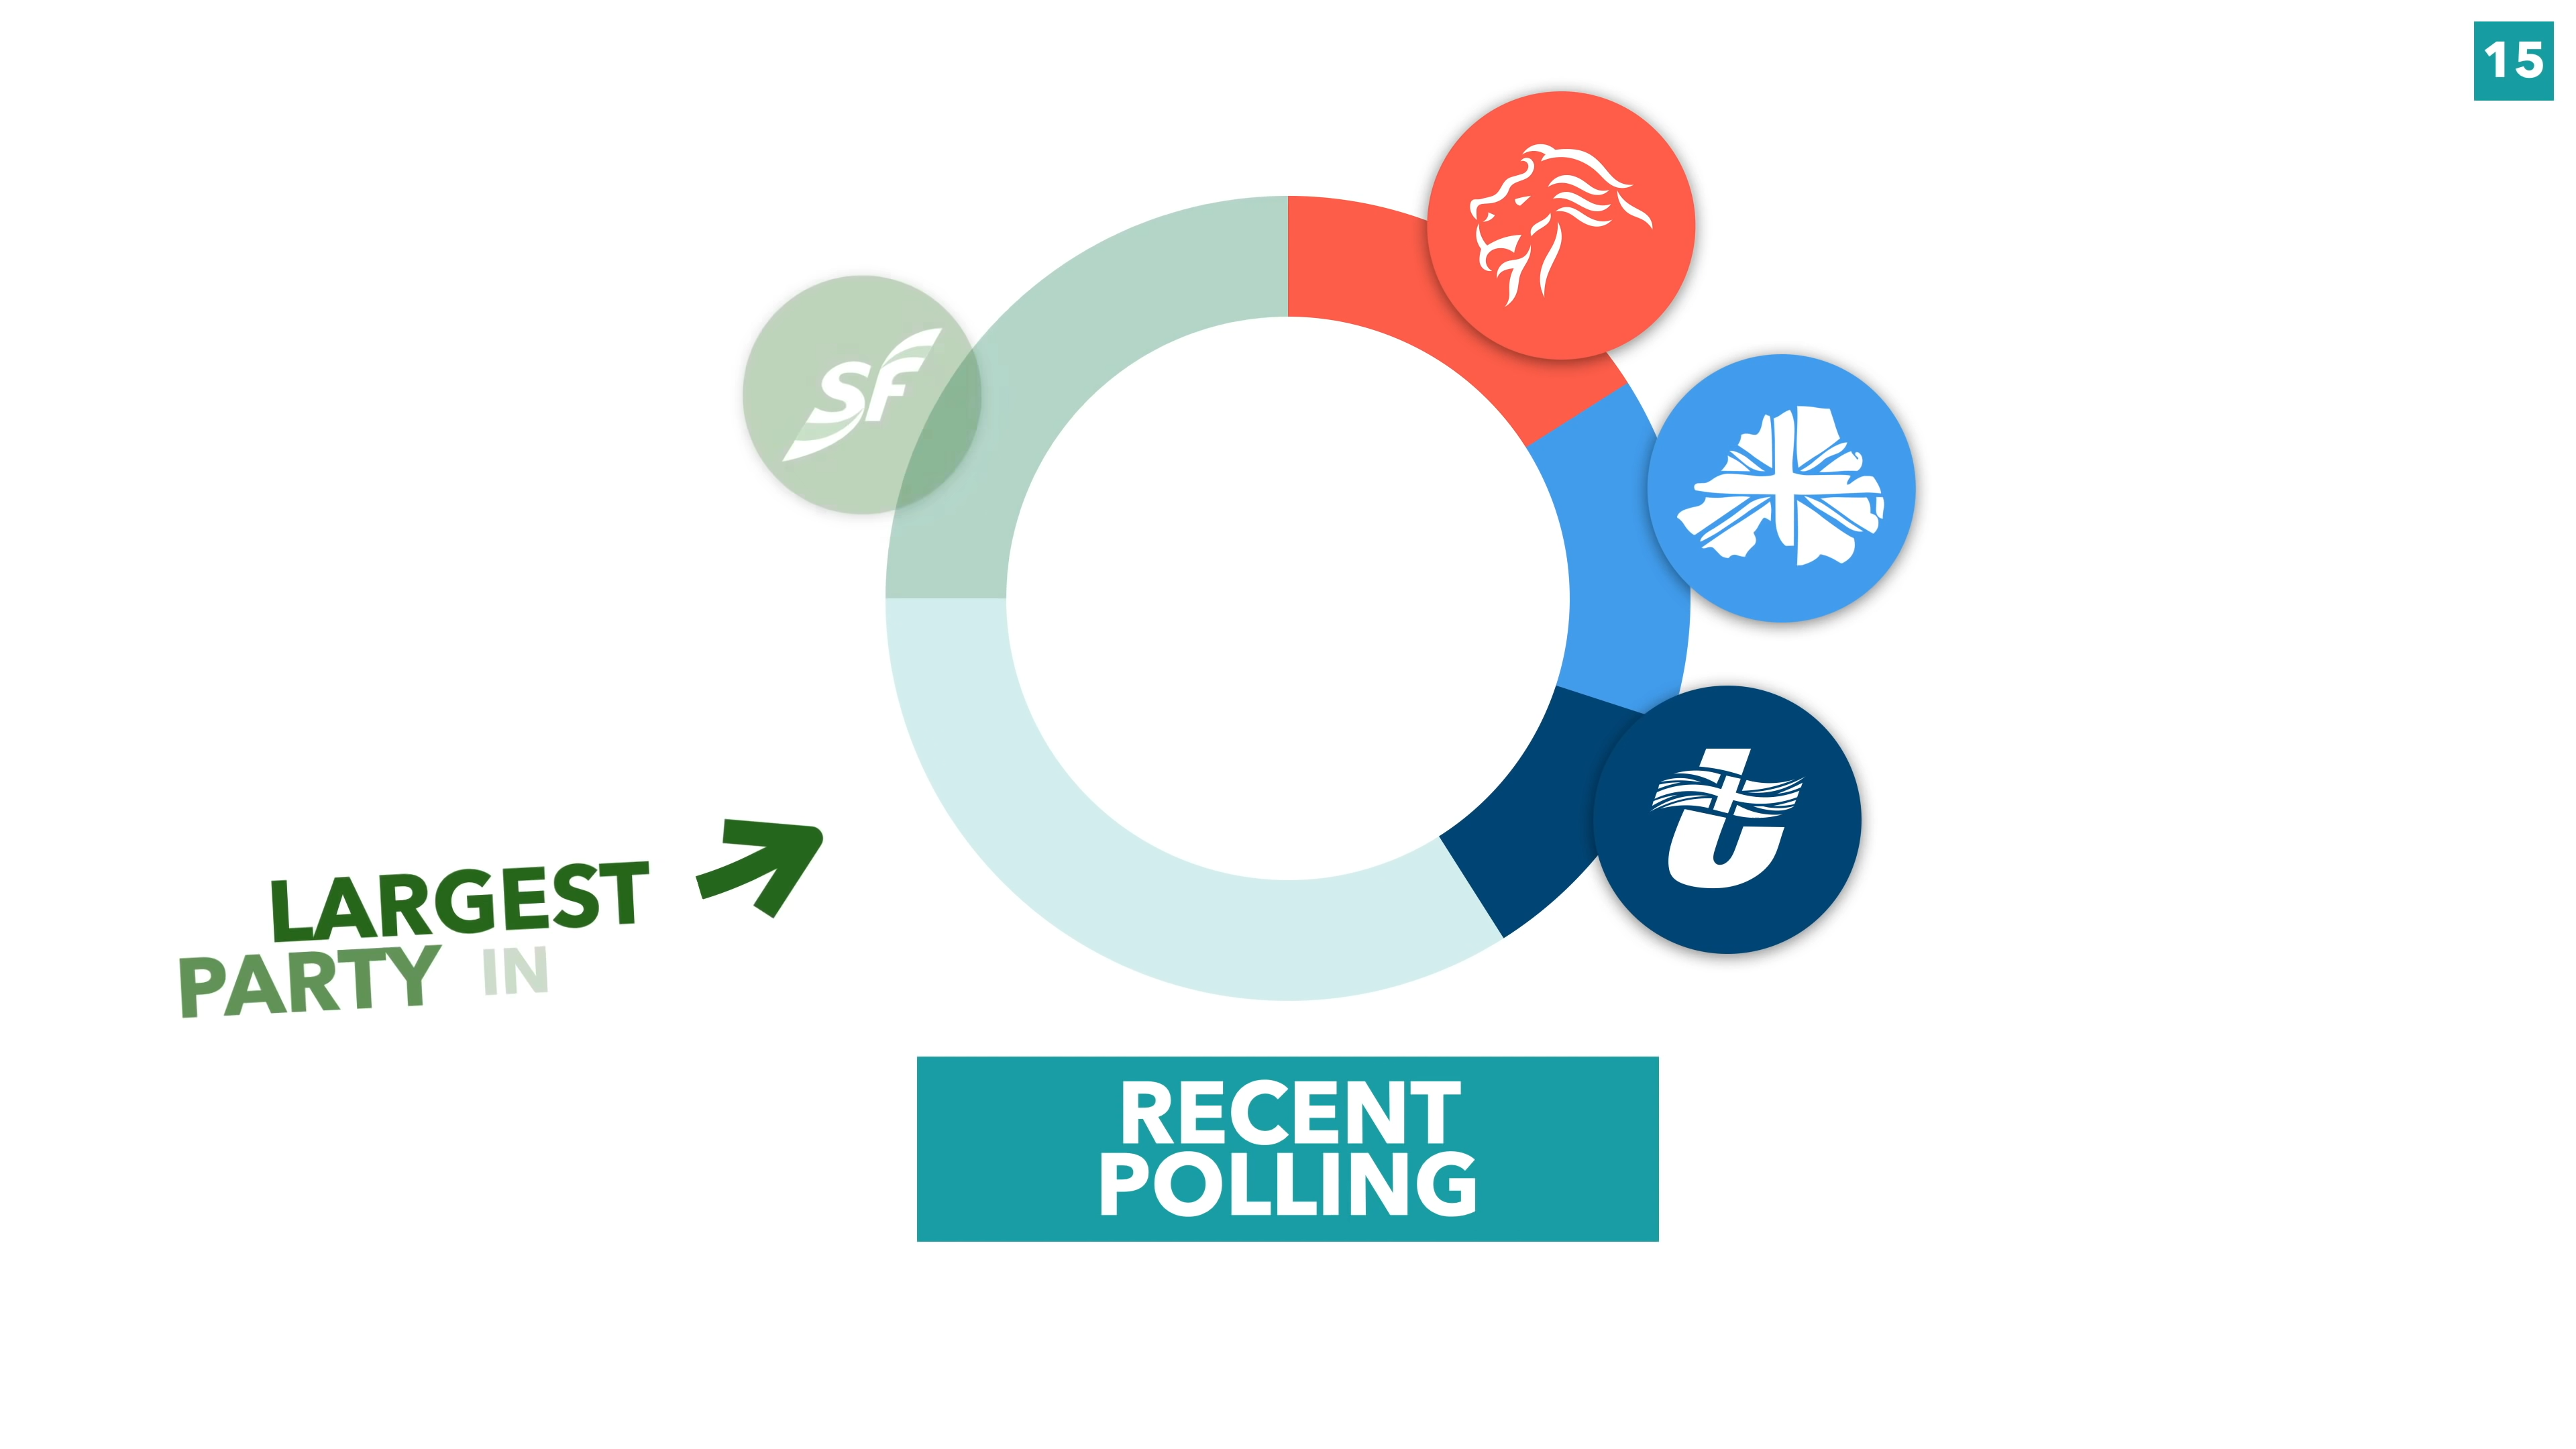 15
SF
LARGEST
PARTY IN
RECENT
POLLING